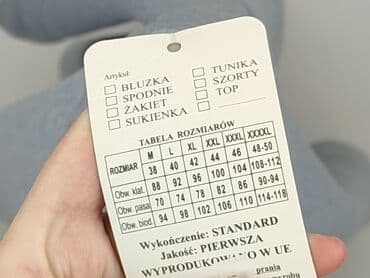 Artykuł:
BLUZKA
SPODNIE
ŻAKIET
SUKIENKA
TUNIKA
SZORTY
TOP
TABELA ROZMIARÓW
ROZMIAR M L XL XXL XXXL XXXXL
38 40 42 44 46 48-50
Obw. klat. 88 92 96 100 104 108-112
Obw. pasa 70 74 78 82 86 90-94
Obw. biod. 94 98 102 106 110 114-118
Wykończenie: STANDARD
Jakość: PIERWSZA
WYPRODUKOWANO W UE
prania